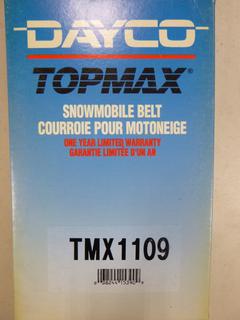 DAYCO
TOPMAX®
SNOWMOBILE BELT
COURROIE POUR MOTONEIGE
ONE YEAR LIMITED WARRANTY
GARANTIE LIMITÉE D'UN AN
TMX1109